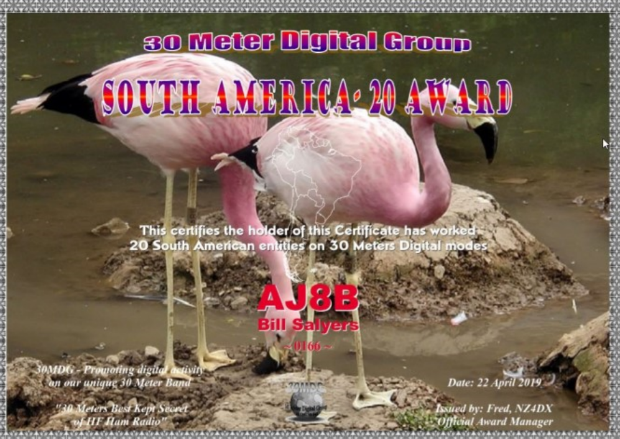 30 Meter Digital Group
SOUTH AMERICA- 20 AWARD
This certifies the holder of this Certificate has worked
20 South American entities on 30 Meters Digital modes
AJ8B
Bill Salyers
~ 0166 ~
30MDG - Promoting digital activity
on our unique 30 Meter Band
Date: 22 April 2019
"30 Meters Best Kept Secret
of HF Ham Radio"
30MDG
Issued by: Fred, NZ4DX
Official Award Manager